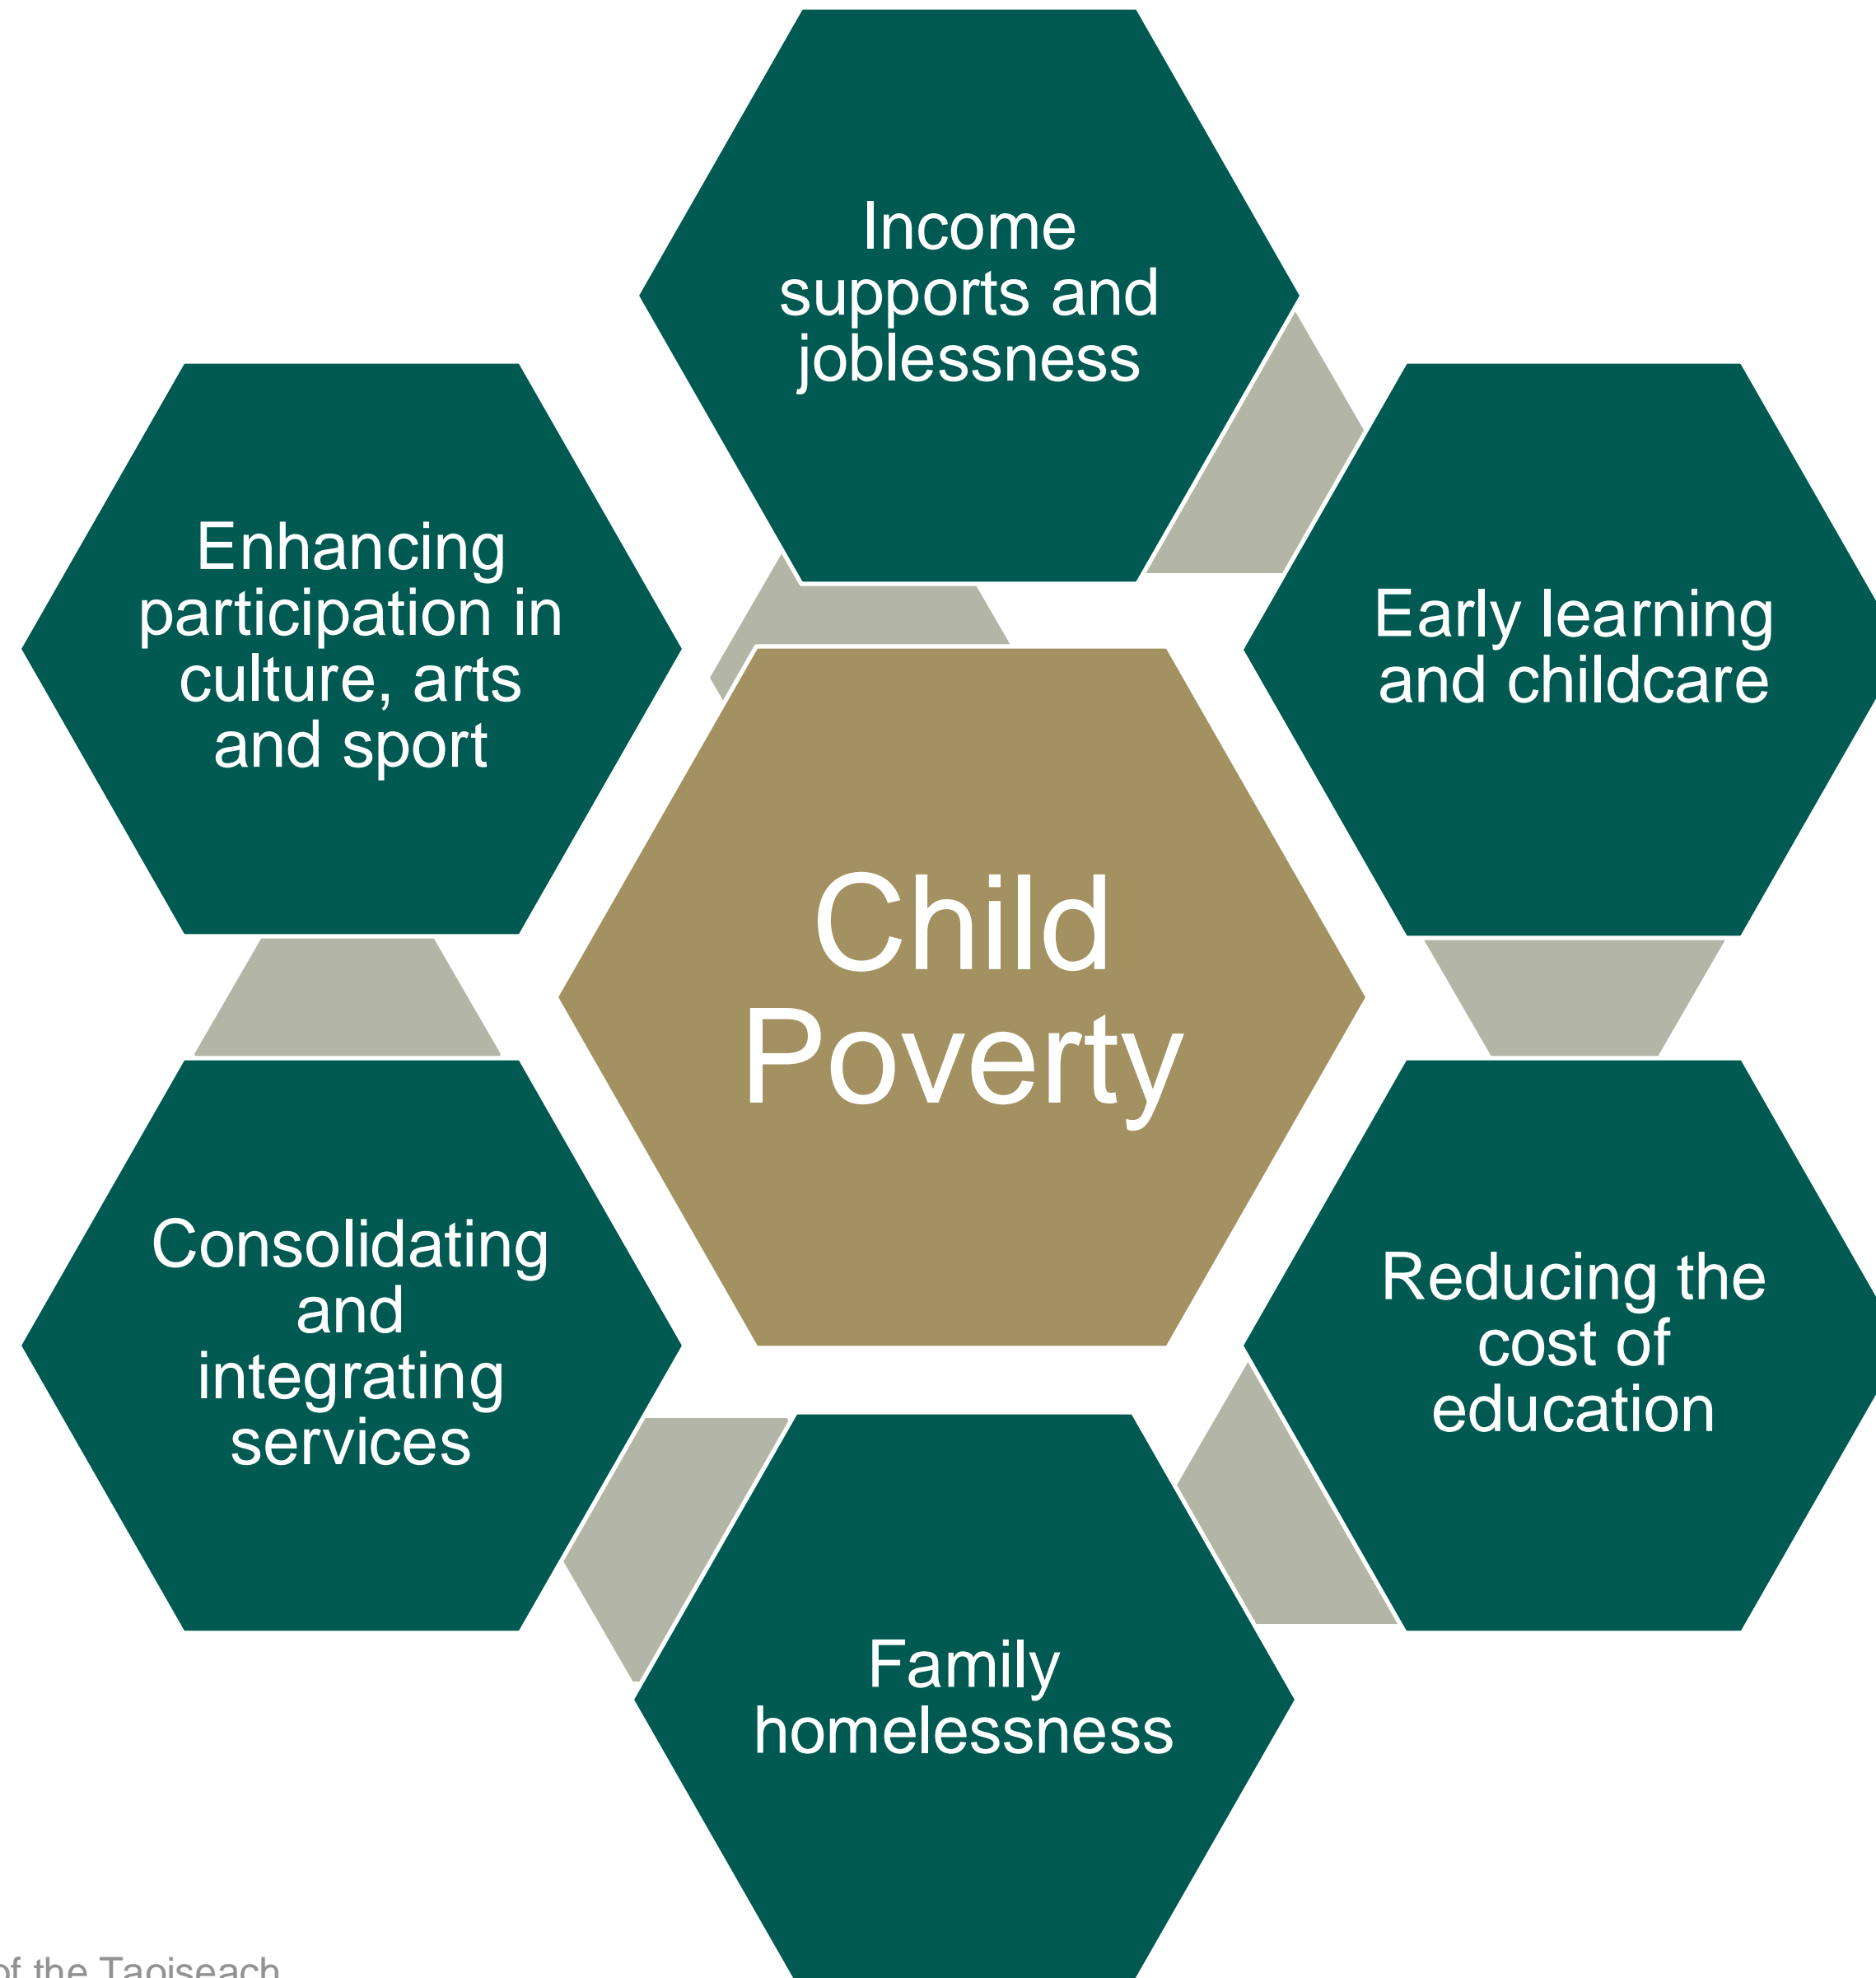 Income
supports and
joblessness
Early learning
and childcare
Reducing the
cost of
education
Family
homelessness
Consolidating
and
integrating
services
Enhancing
participation in
culture, arts
and sport
Child
Poverty
of the Taoiseach